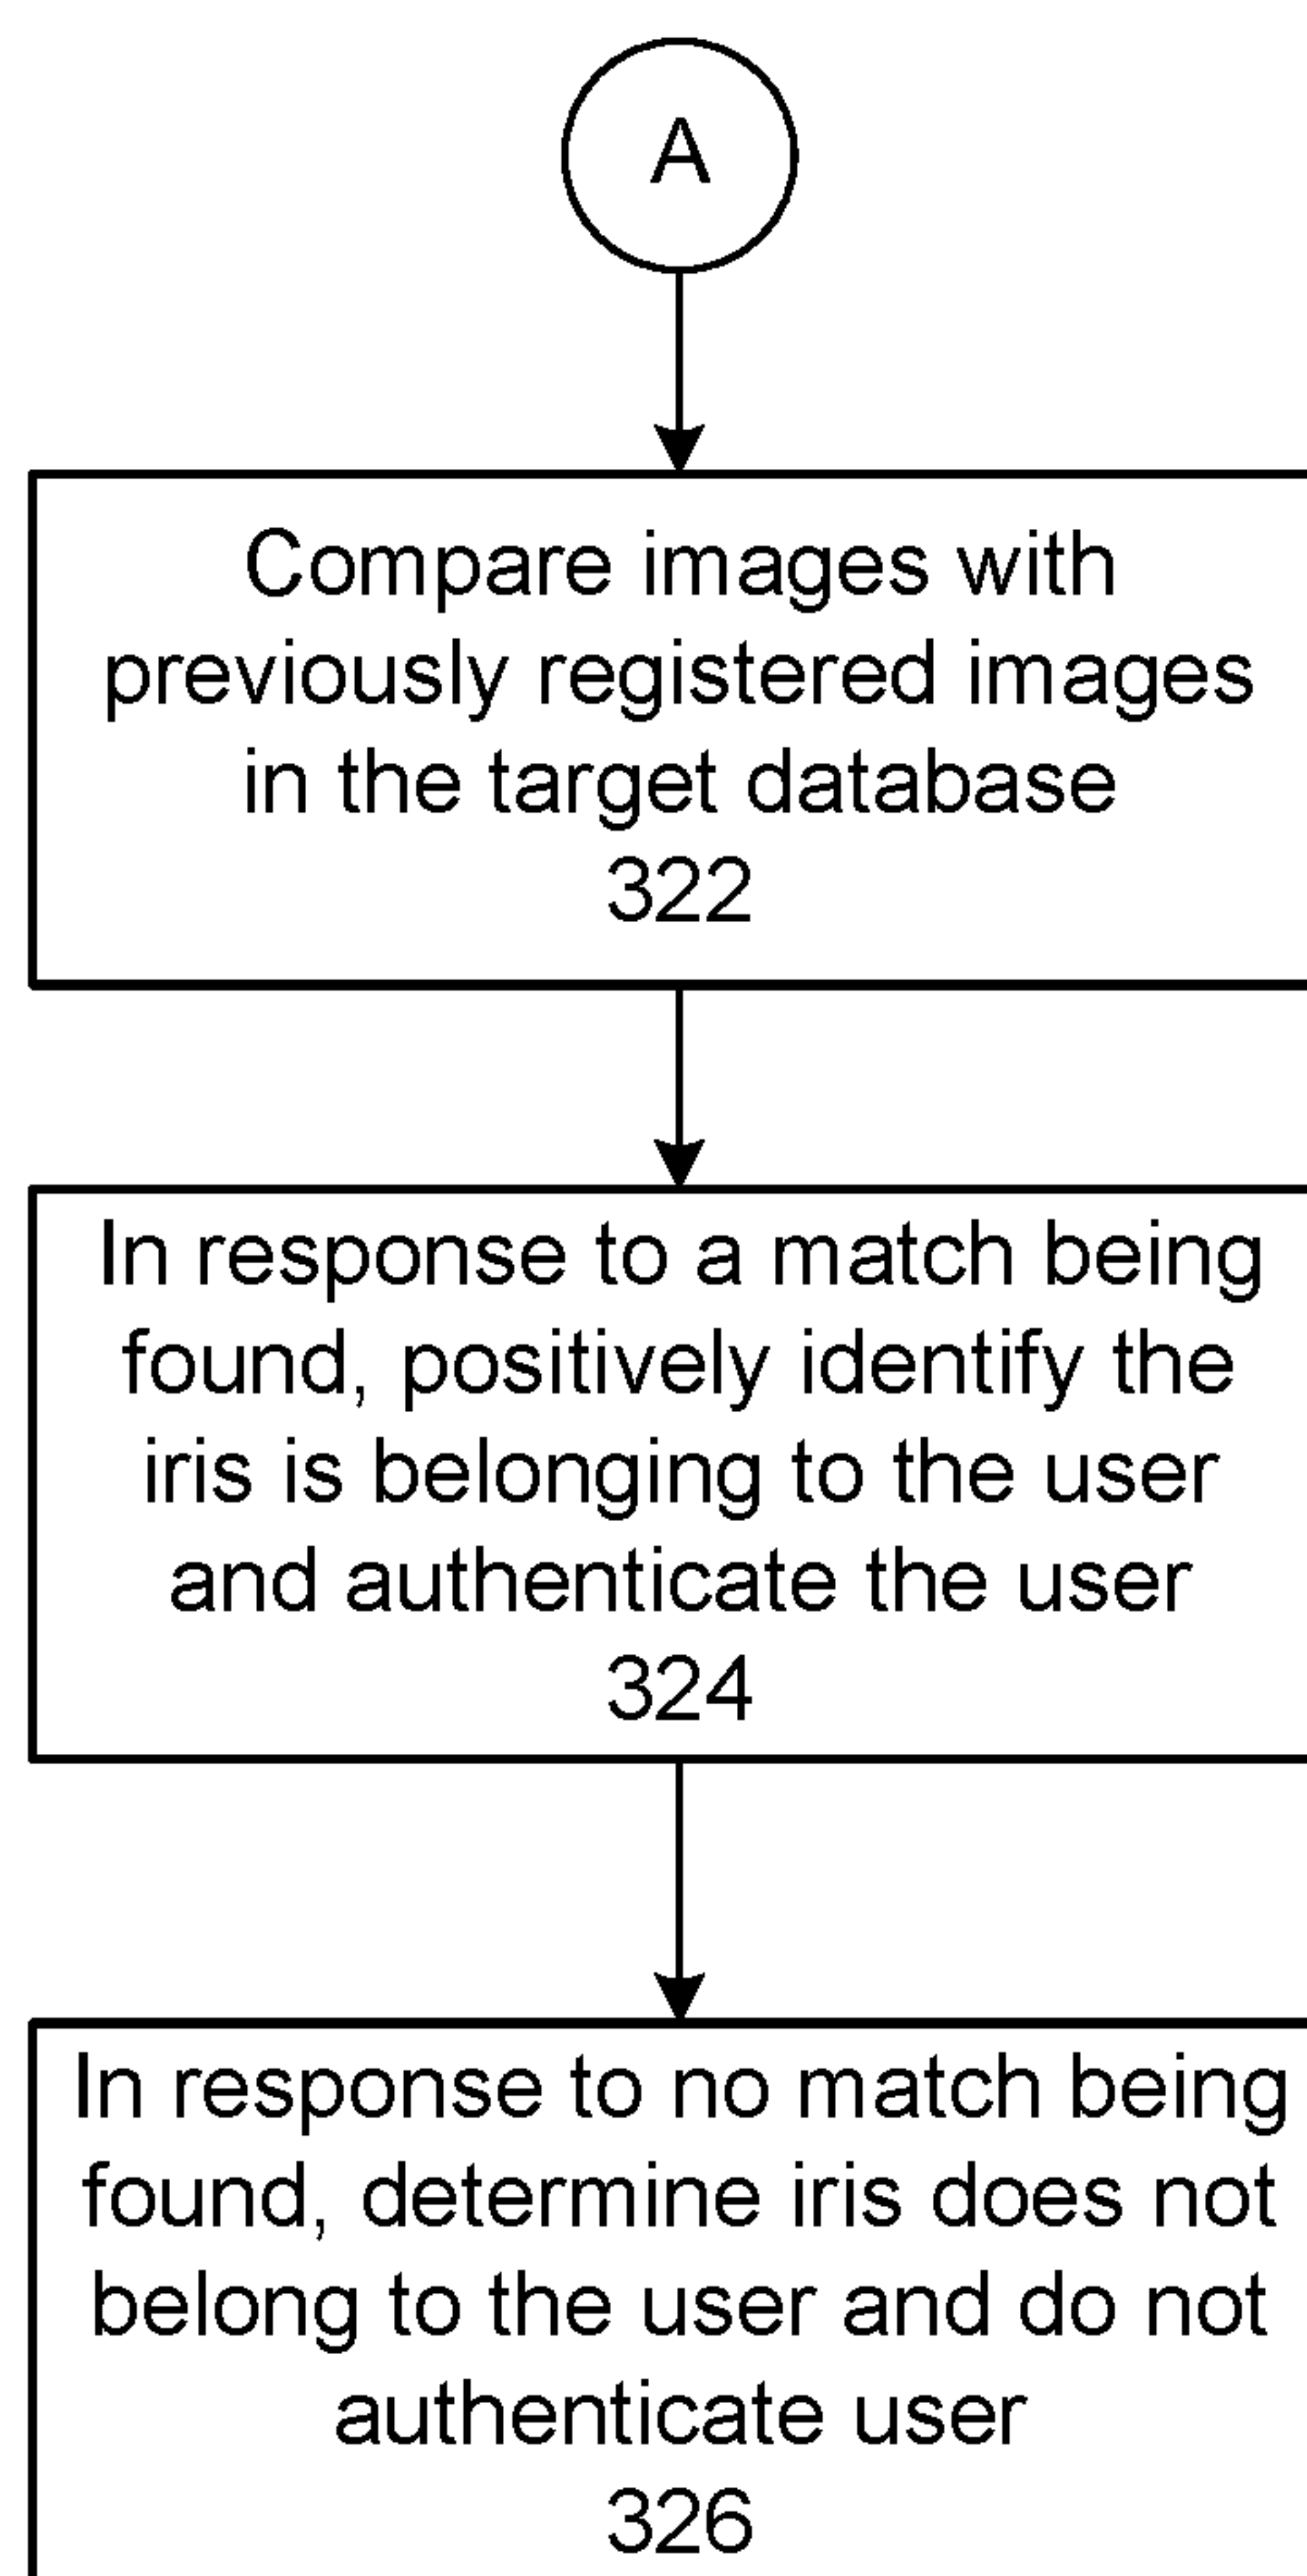 A
Compare images with
previously registered images
in the target database
322
In response to a match being
found, positively identify the
iris is belonging to the user
and authenticate the user
324
In response to no match being
found, determine iris does not
belong to the user and do not
authenticate user
326